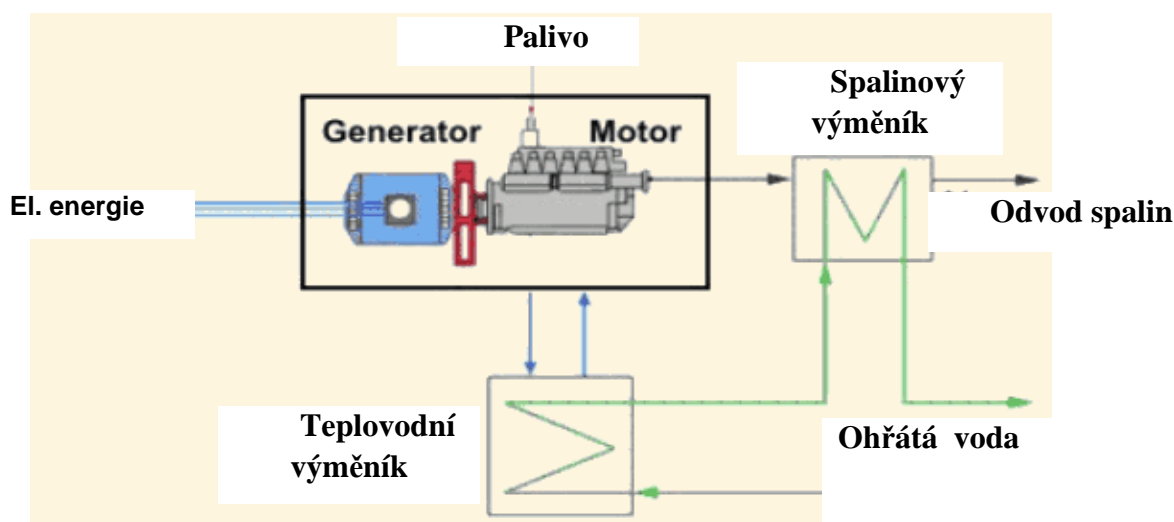 Palivo
Spalinový
výměník
Generator
Motor
El. energie
Odvod spalin
Teplovodní
výměník
Ohřátá voda